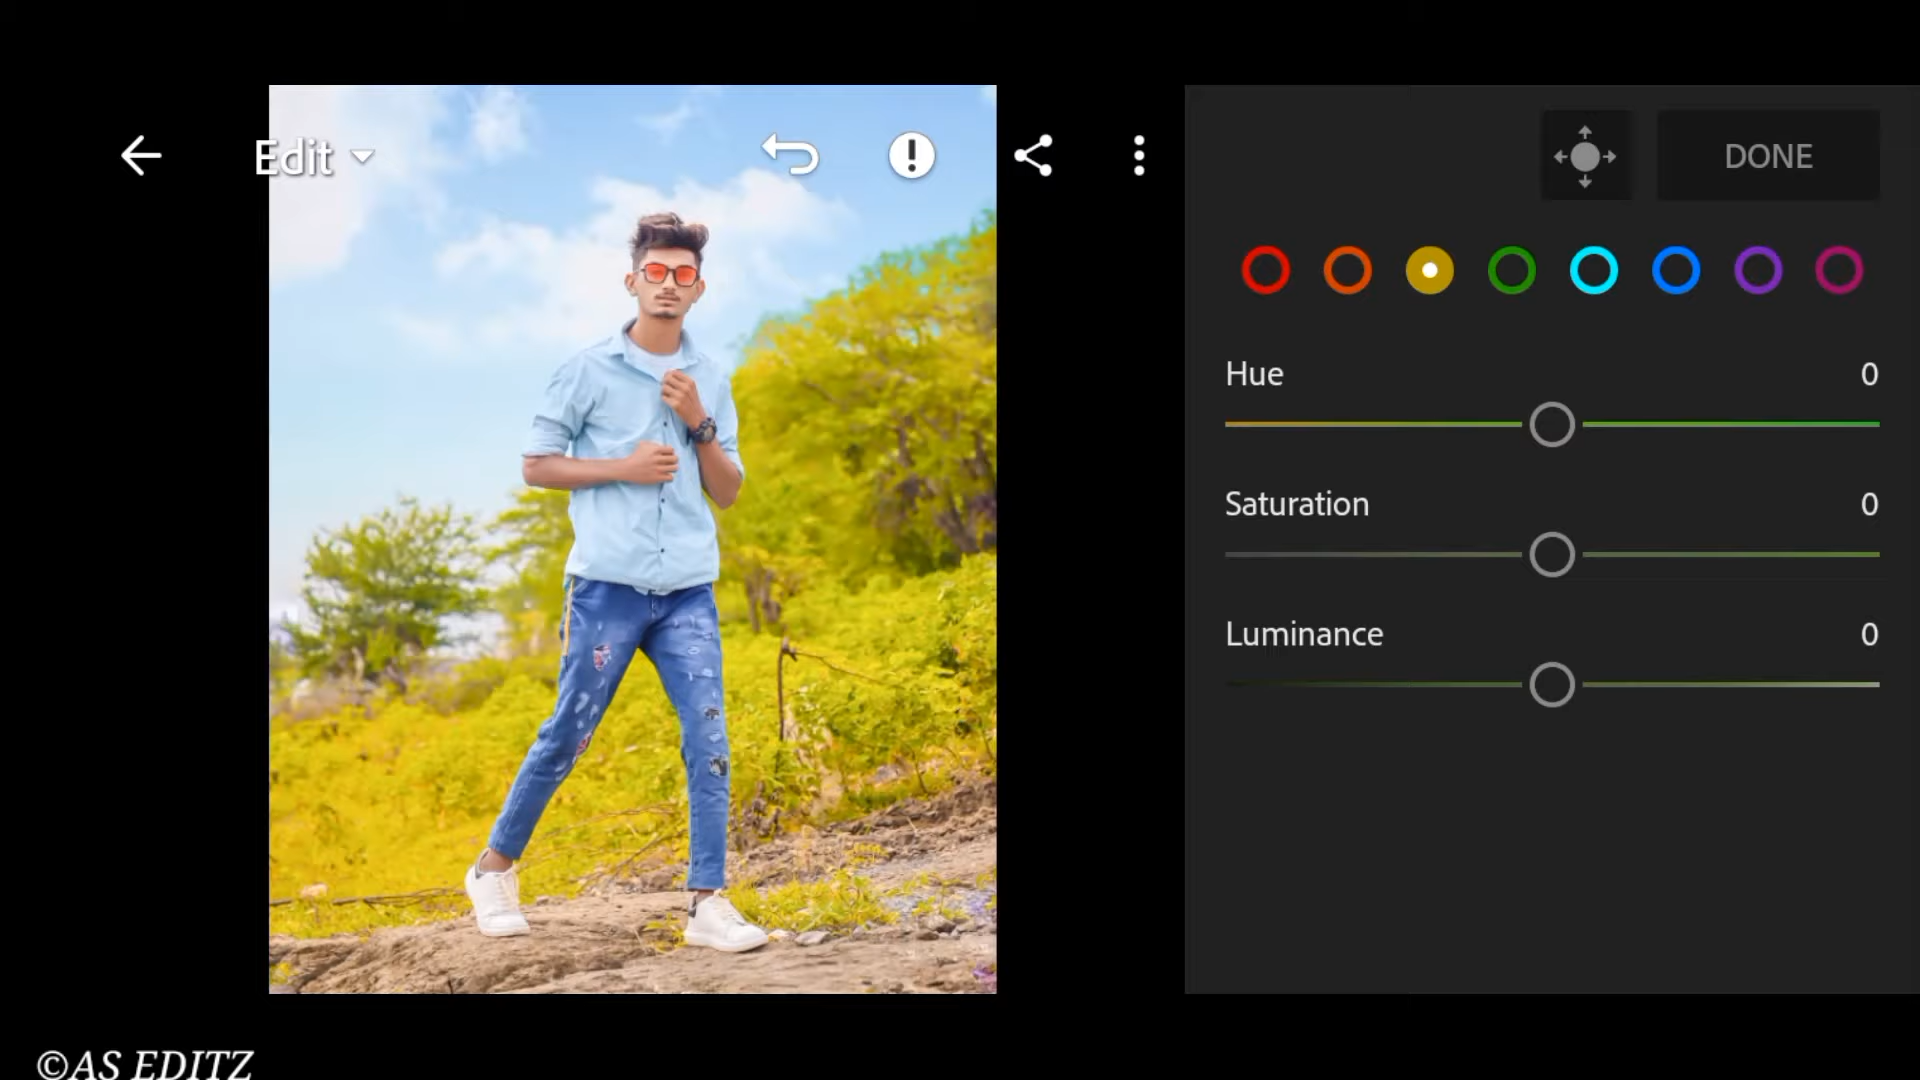 Edit
DONE
Hue 0
Saturation 0
Luminance 0
©AS EDITZ